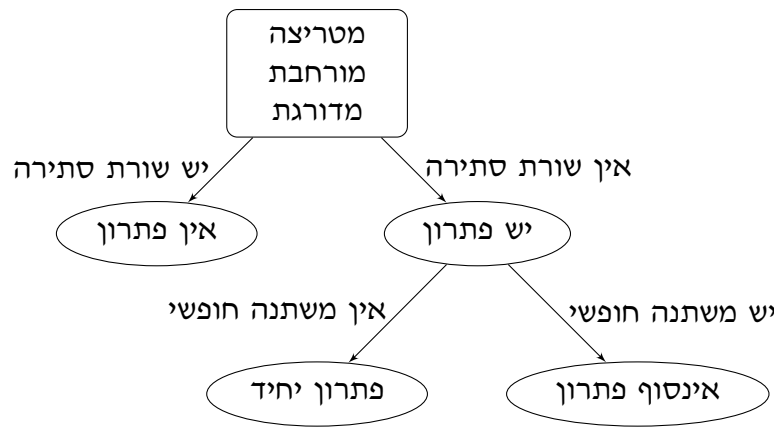 מטריצה
מורחבת
מדורגת
אין שורת סתירה
יש שורת סתירה
יש פתרון
אין פתרון
יש משתנה חופשי
אין משתנה חופשי
אינסוף פתרון
פתרון יחיד